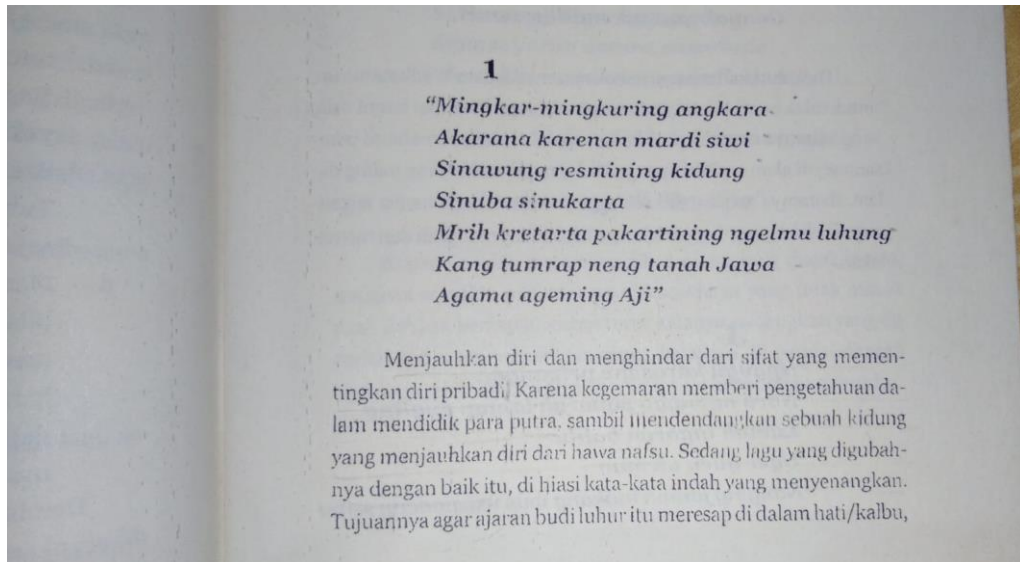 1
“Mingkar-mingkuring angkara
Akarana karenan mardi siwi
Sinawung resmining kidung
Sinuba sinukarta
Mrih kretarta pakartining ngelmu luhung
Kang tumrap neng tanah Jawa
Agama ageming Aji”
Menjauhkan diri dan menghindar dari sifat yang memen-
tingkan diri pribadi. Karena kegemaran memberi pengetahuan da-
lam mendidik para putra, sambil mendendangkan sebuah kidung
yang menjauhkan diri dari hawa nafsu. Sedang lagu yang digubah-
nya dengan baik itu, di hiasi kata-kata indah yang menyenangkan.
Tujuannya agar ajaran budi luhur itu meresap di dalam hati/kalbu,